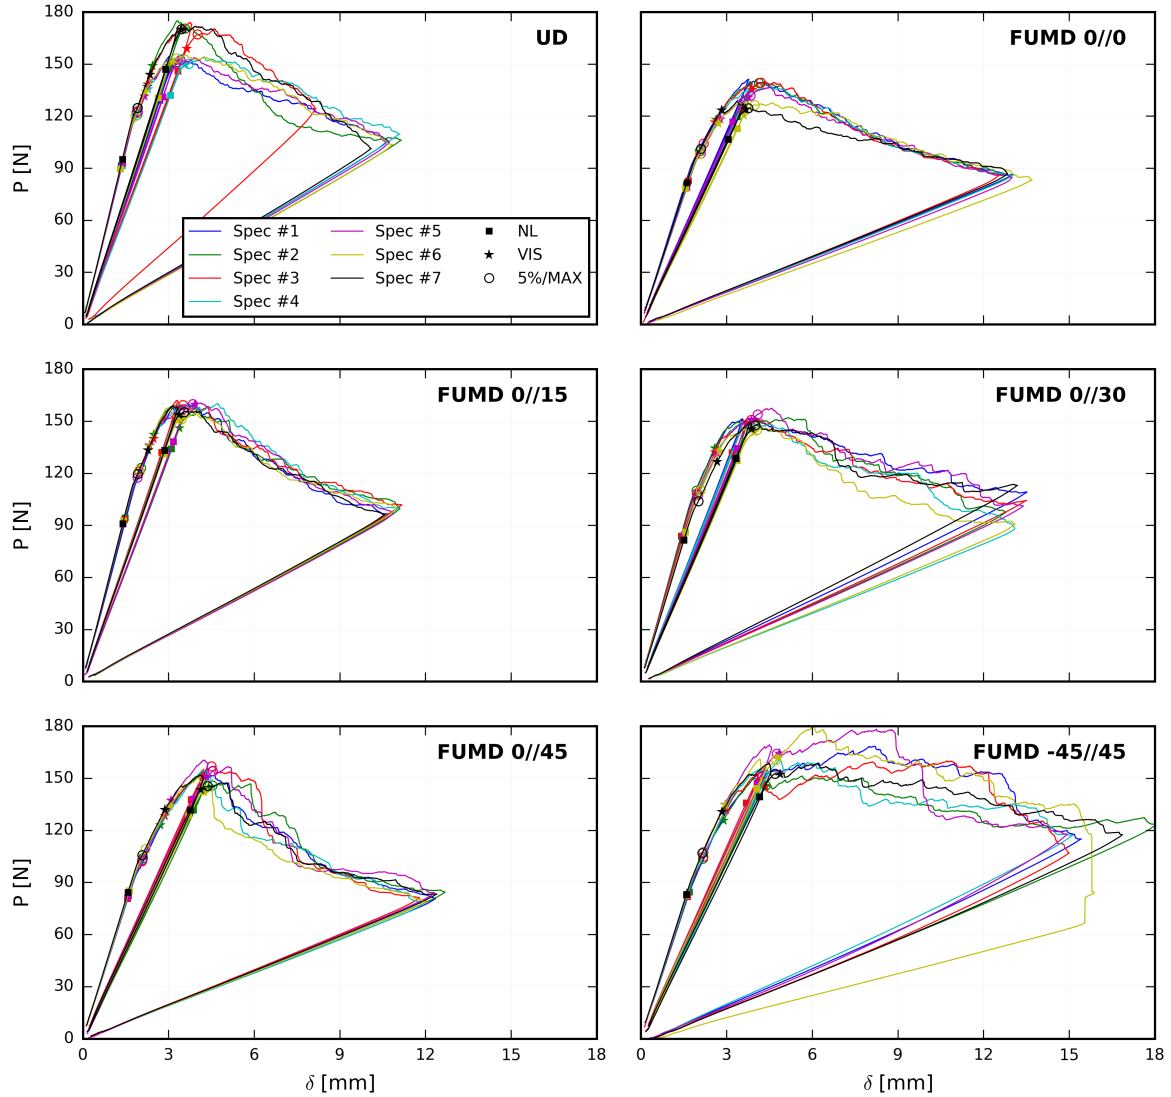 180
150
120
90
60
30
0
P [N]
UD
Spec #1
Spec #2
Spec #3
Spec #4
Spec #5
Spec #6
Spec #7
NL
VIS
5%/MAX
FUMD 0//0
180
150
120
90
60
30
0
P [N]
FUMD 0//15
FUMD 0//30
180
150
120
90
60
30
0
P [N]
FUMD 0//45
0 3 6 9 12 15 18
δ [mm]
FUMD -45//45
0 3 6 9 12 15 18
δ [mm]